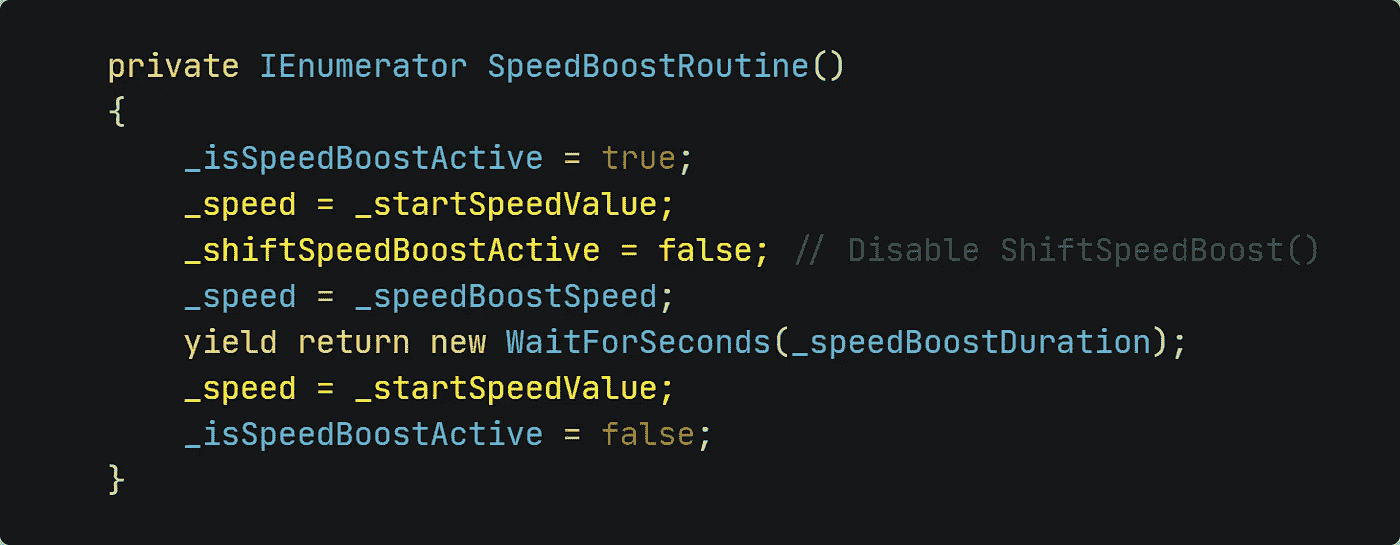 private IEnumerator SpeedBoostRoutine()
{
    _isSpeedBoostActive = true;
    _speed = _startSpeedValue;
    _shiftSpeedBoostActive = false; // Disable ShiftSpeedBoost()
    _speed = _speedBoostSpeed;
    yield return new WaitForSeconds(_speedBoostDuration);
    _speed = _startSpeedValue;
    _isSpeedBoostActive = false;
}